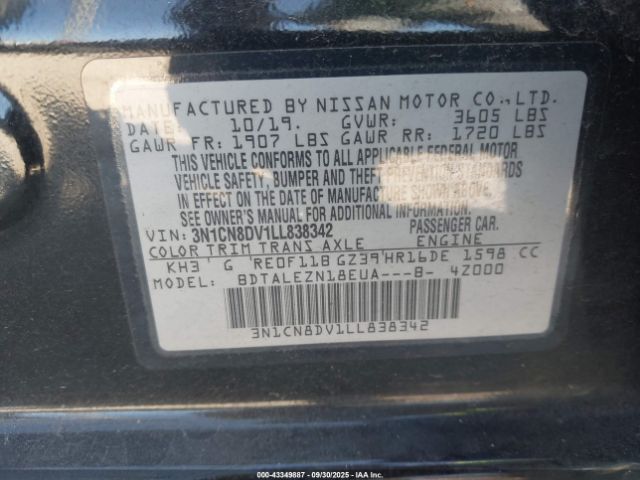 MANUFACTURED BY NISSAN MOTOR CO., LTD.
DATE: 10/19. GVWR: 3605 LBS
GAWR FR: 1907 LBS GAWR RR: 1720 LBS
THIS VEHICLE CONFORMS TO ALL APPLICABLE FEDERAL MOTOR
VEHICLE SAFETY, BUMPER AND THEFT PREVENTION STANDARDS
IN EFFECT ON THE DATE OF MANUFACTURE SHOWN ABOVE.
SEE OWNER'S MANUAL FOR ADDITIONAL INFORMATION.
VIN: 3N1CN8DV1LL838342 PASSENGER CAR.
COLOR TRIM TRANS AXLE ENGINE
KH3 G RE0F11B GZ39 HR16DE 1598 CC
MODEL: BDTALEZN18EUA---B- 4Z000
3N1CN8DV1LL838342
000-43349887 - 09/30/2025 - IAAI.COM